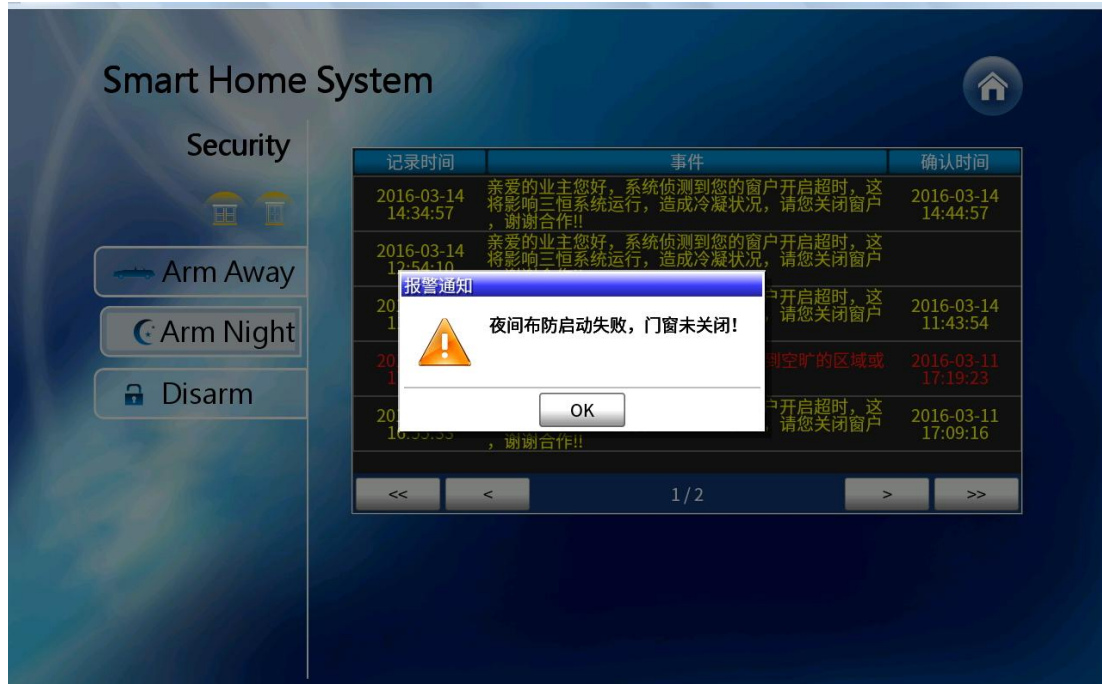 Smart Home System
Security
Arm Away
Arm Night
Disarm
记录时间 事件 确认时间
2016-03-14
14:34:57
亲爱的业主您好，系统侦测到您的窗户开启超时，这
将影响三恒系统运行，造成冷凝状况，请您关闭窗户
，谢谢合作!!
2016-03-14
14:44:57
2016-03-14
12:54:10
亲爱的业主您好，系统侦测到您的窗户开启超时，这
将影响三恒系统运行，造成冷凝状况，请您关闭窗户
户开启超时，这
请您关闭窗户
2016-03-14
11:43:54
到空旷的区域或
2016-03-11
17:19:23
户开启超时，这
请您关闭窗户
，谢谢合作!!
2016-03-11
17:09:16
报警通知
夜间布防启动失败，门窗未关闭！
OK
<< < 1/2 > >>